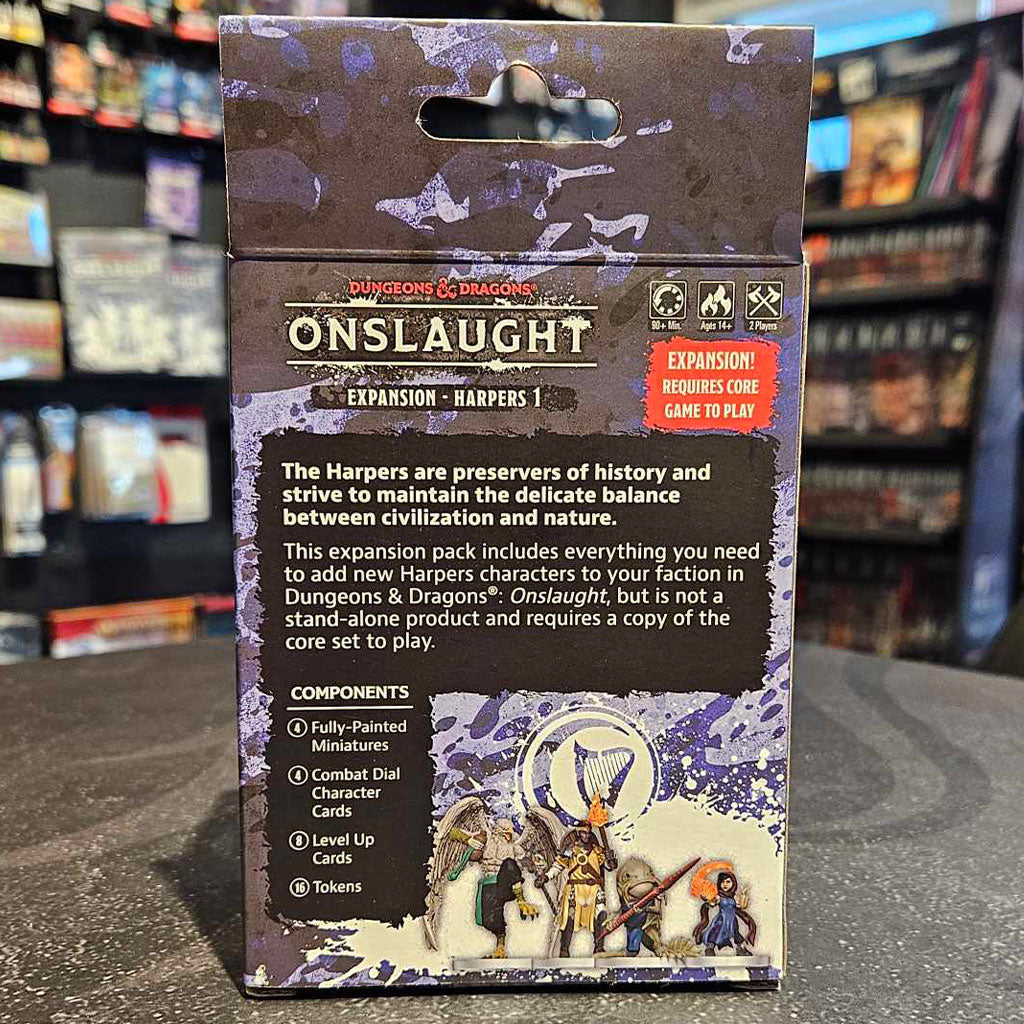 DUNGEONS & DRAGONS®
ONSLAUGHT
EXPANSION - HARPERS 1
90+ Min.
Ages 14+
2 Players
EXPANSION!
REQUIRES CORE
GAME TO PLAY
The Harpers are preservers of history and
strive to maintain the delicate balance
between civilization and nature.
This expansion pack includes everything you need
to add new Harpers characters to your faction in
Dungeons & Dragons®: Onslaught, but is not a
stand-alone product and requires a copy of the
core set to play.
COMPONENTS
4 Fully-Painted
Miniatures
4 Combat Dial
Character
Cards
8 Level Up
Cards
16 Tokens